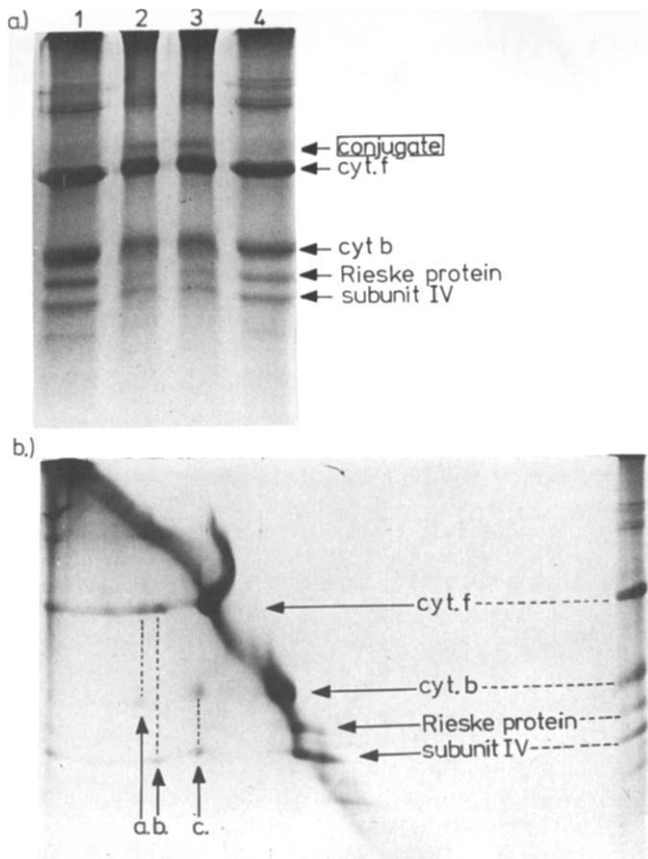 a.)
1 2 3 4
conjugate
cyt.f
cyt b
Rieske protein
subunit IV
b.)
cyt.f
cyt.b
Rieske protein
subunit IV
a. b. c.